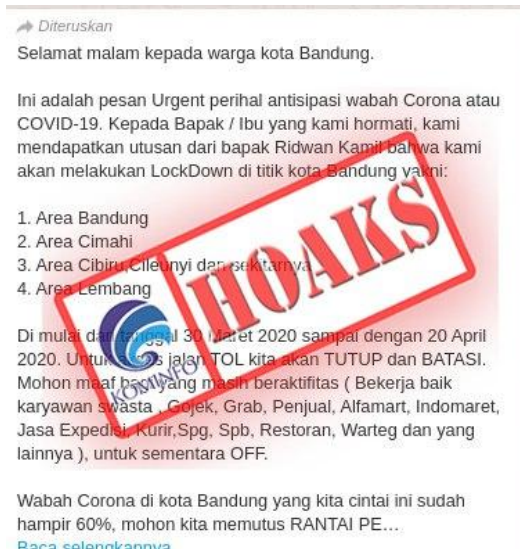 Diteruskan
Selamat malam kepada warga kota Bandung.
Ini adalah pesan Urgent perihal antisipasi wabah Corona atau
COVID-19. Kepada Bapak / Ibu yang kami hormati, kami
mendapatkan utusan dari bapak Ridwan Kamil bahwa kami
akan melakukan LockDown di titik kota Bandung yakni:
1. Area Bandung
2. Area Cimahi
3. Area Cibiru,Cileunyi dan sekitarnya
4. Area Lembang
Di mulai dari tanggal 30 Maret 2020 sampai dengan 20 April
2020. Untuk jalan TOL kita akan TUTUP dan BATASI.
Mohon maaf bagi yang masih beraktifitas ( Bekerja baik
karyawan swasta , Gojek, Grab, Penjual, Alfamart, Indomaret,
Jasa Expedisi, Kurir,Spg, Spb, Restoran, Warteg dan yang
lainnya ), untuk sementara OFF.
Wabah Corona di kota Bandung yang kita cintai ini sudah
hampir 60%, mohon kita memutus RANTAI PE…
Baca selengkapnya
HOAKS
KOMINFO